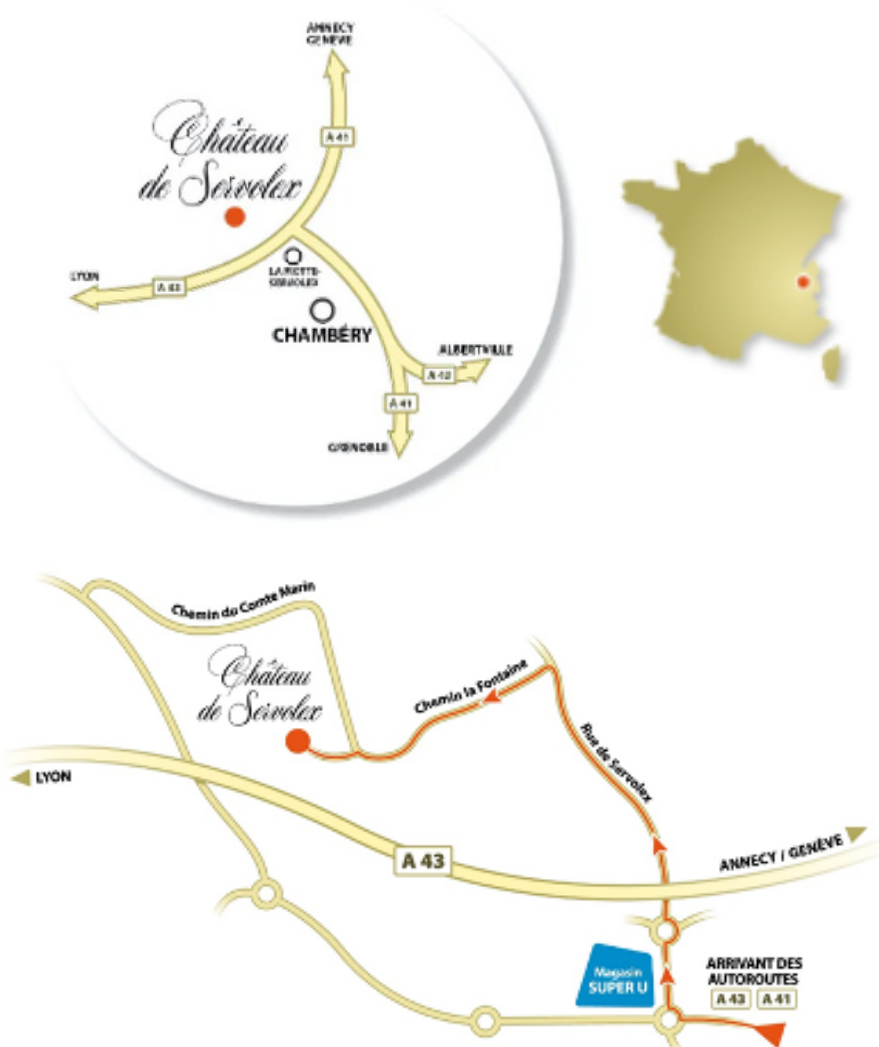 ANNECY
GENÈVE
A 41
Château
de Servolex
LYON
A 43
LA MOTTE-
SERVOLEX
CHAMBÉRY
ALBERTVILLE
A 43
A 41
GRENOBLE
Chemin du Comte Marin
Château
de Servolex
Chemin la Fontaine
Rue de Servolex
LYON
A 43
ANNECY / GENÈVE
Magasin
SUPER U
ARRIVANT DES
AUTOROUTES
A 43 A 41